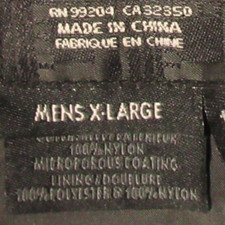 RN 99204 CA 32350
MADE IN CHINA
FABRIQUE EN CHINE
MENS X-LARGE
100% NYLON
MICROPOROUS COATING
LINING/DOUBLURE
100% POLYESTER & 100% NYLON